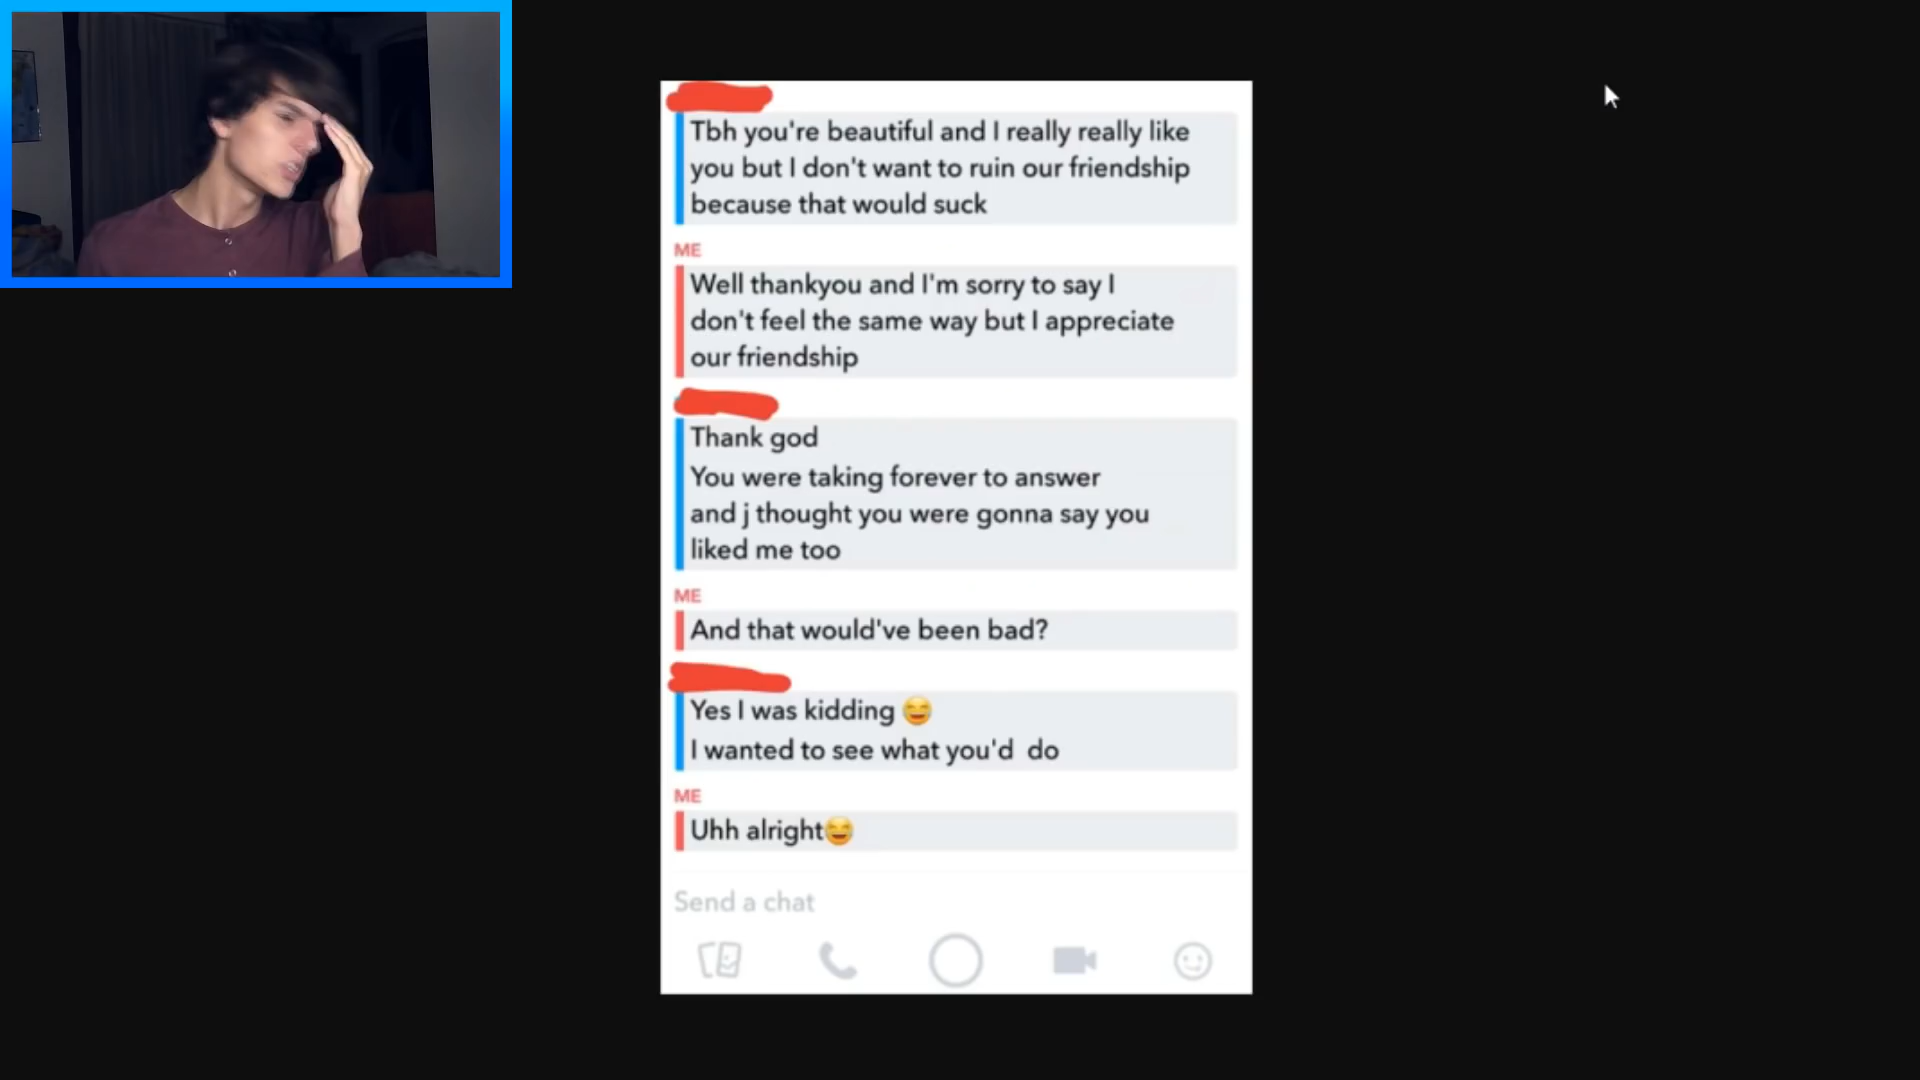 Tbh you're beautiful and I really really like
you but I don't want to ruin our friendship
because that would suck
ME
Well thankyou and I'm sorry to say I
don't feel the same way but I appreciate
our friendship
Thank god
You were taking forever to answer
and j thought you were gonna say you
liked me too
ME
And that would've been bad?
Yes I was kidding 😅
I wanted to see what you'd do
ME
Uhh alright😅
Send a chat